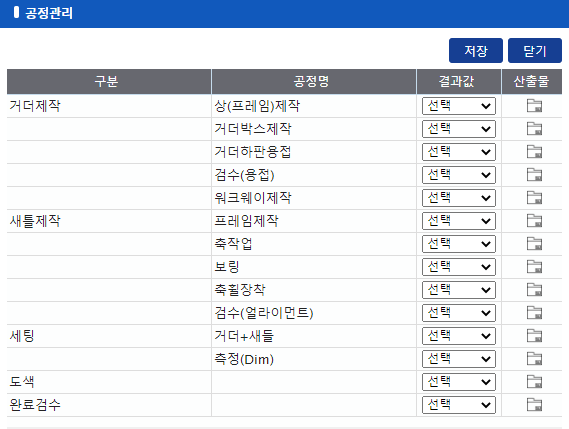 공정관리
저장 닫기
구분 공정명 결과값 산출물
거더제작 상(프레임)제작 선택
거더박스제작 선택
거더하판용접 선택
검수(용접) 선택
워크웨이제작 선택
새틀제작 프레임제작 선택
축작업 선택
보링 선택
축휠장착 선택
검수(얼라이먼트) 선택
세팅 거더+새들 선택
측정(Dim) 선택
도색 선택
완료검수 선택